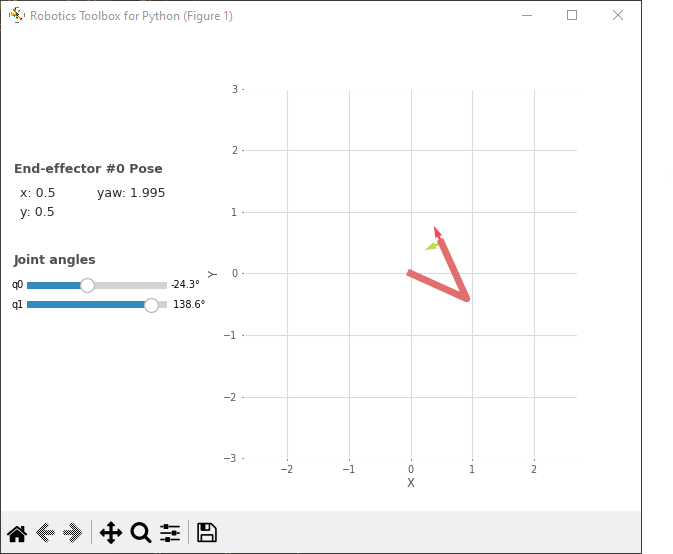 Robotics Toolbox for Python (Figure 1)
End-effector #0 Pose
x: 0.5 yaw: 1.995
y: 0.5
Joint angles
q0 -24.3°
q1 138.6°
3
2
1
0
−1
−2
−3
Y
−2 −1 0 1 2
X